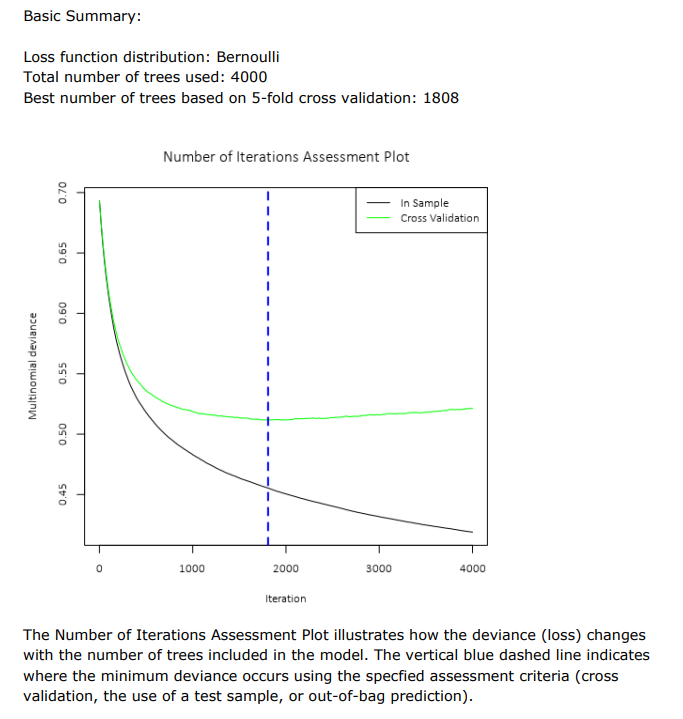 Basic Summary:
Loss function distribution: Bernoulli
Total number of trees used: 4000
Best number of trees based on 5-fold cross validation: 1808
Number of Iterations Assessment Plot
In Sample
Cross Validation
Multinomial deviance
0.70
0.65
0.60
0.55
0.50
0.45
0
1000
2000
3000
4000
Iteration
The Number of Iterations Assessment Plot illustrates how the deviance (loss) changes
with the number of trees included in the model. The vertical blue dashed line indicates
where the minimum deviance occurs using the specfied assessment criteria (cross
validation, the use of a test sample, or out-of-bag prediction).